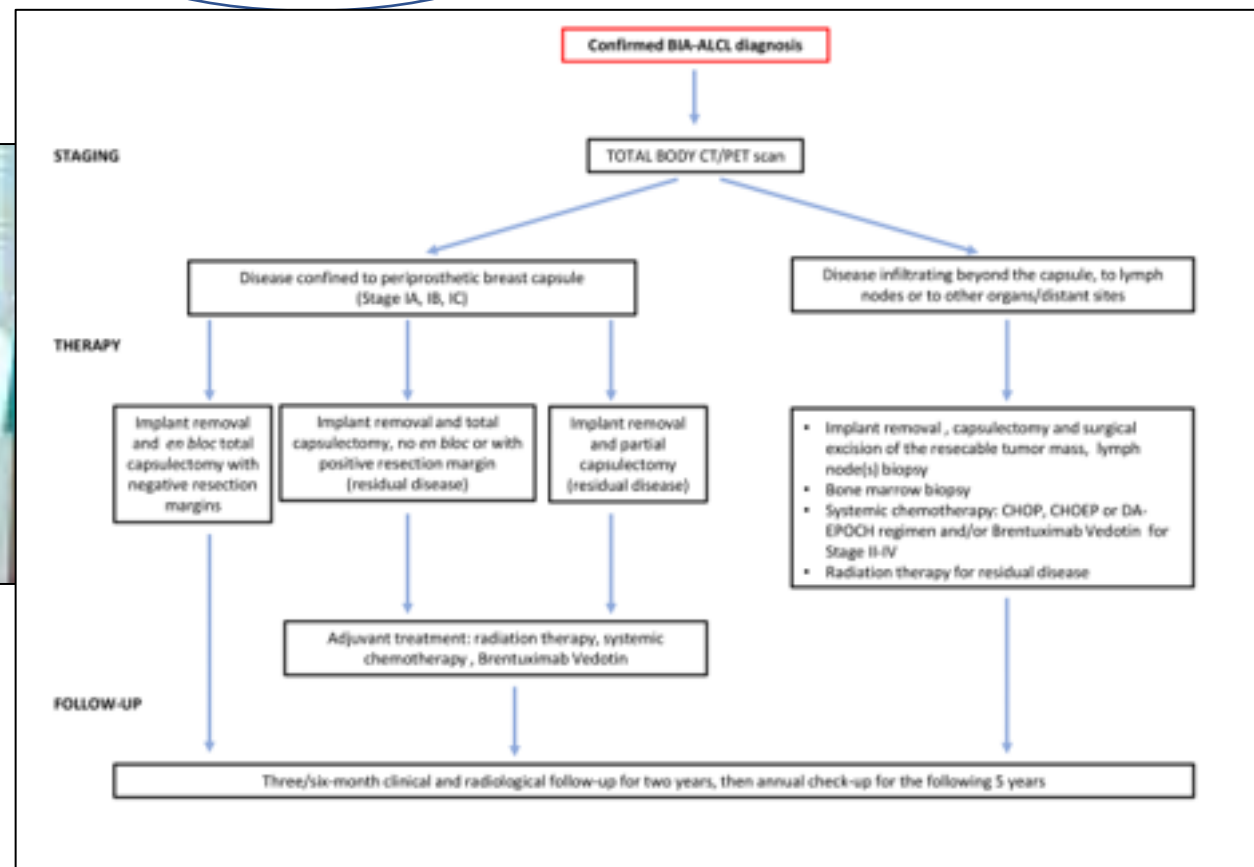 Confirmed BIA-ALCL diagnosis
STAGING
TOTAL BODY CT/PET scan
Disease confined to periprosthetic breast capsule
(Stage IA, IB, IC)
Disease infiltrating beyond the capsule, to lymph
nodes or to other organs/distant sites
THERAPY
Implant removal
and en bloc total
capsulectomy with
negative resection
margins
Implant removal and total
capsulectomy, no en bloc or with
positive resection margin
(residual disease)
Implant removal
and partial
capsulectomy
(residual disease)
• Implant removal , capsulectomy and surgical
excision of the resecable tumor mass, lymph
node(s) biopsy
• Bone marrow biopsy
• Systemic chemotherapy: CHOP, CHOEP or DA-
EPOCH regimen and/or Brentuximab Vedotin for
Stage II-IV
• Radiation therapy for residual disease
Adjuvant treatment: radiation therapy, systemic
chemotherapy , Brentuximab Vedotin
FOLLOW-UP
Three/six-month clinical and radiological follow-up for two years, then annual check-up for the following 5 years